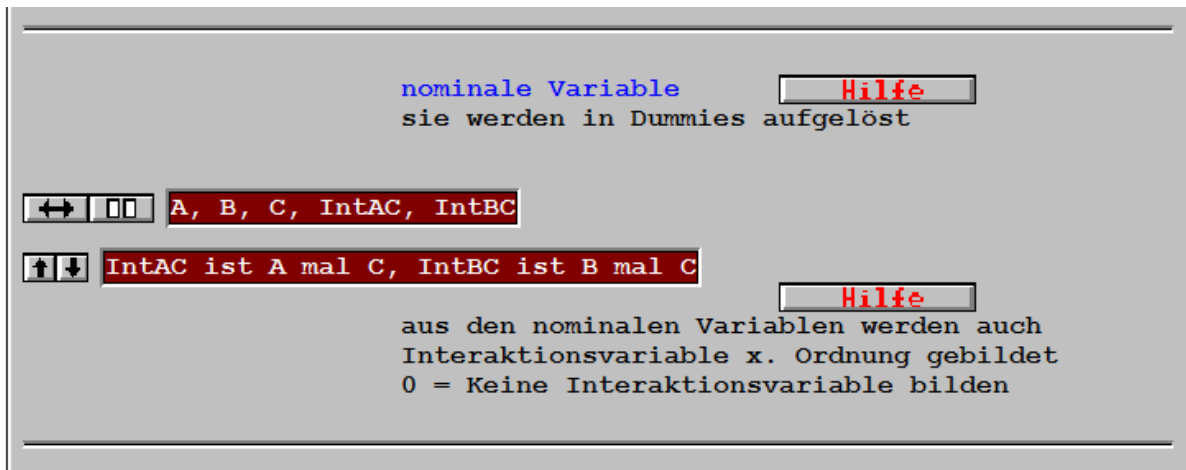 nominale Variable Hilfe
sie werden in Dummies aufgelöst
A, B, C, IntAC, IntBC
IntAC ist A mal C, IntBC ist B mal C
Hilfe
aus den nominalen Variablen werden auch
Interaktionsvariable x. Ordnung gebildet
0 = Keine Interaktionsvariable bilden